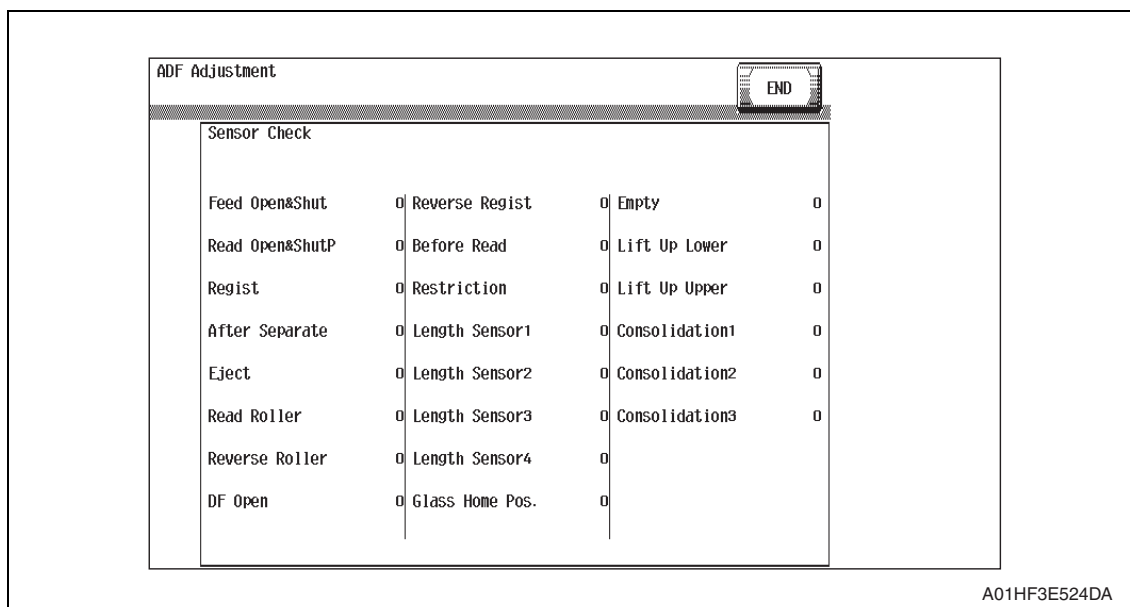 ADF Adjustment
END
Sensor Check
Feed Open&Shut 0 Reverse Regist 0 Empty 0
Read Open&ShutP 0 Before Read 0 Lift Up Lower 0
Regist 0 Restriction 0 Lift Up Upper 0
After Separate 0 Length Sensor1 0 Consolidation1 0
Eject 0 Length Sensor2 0 Consolidation2 0
Read Roller 0 Length Sensor3 0 Consolidation3 0
Reverse Roller 0 Length Sensor4 0
DF Open 0 Glass Home Pos. 0
A01HF3E524DA